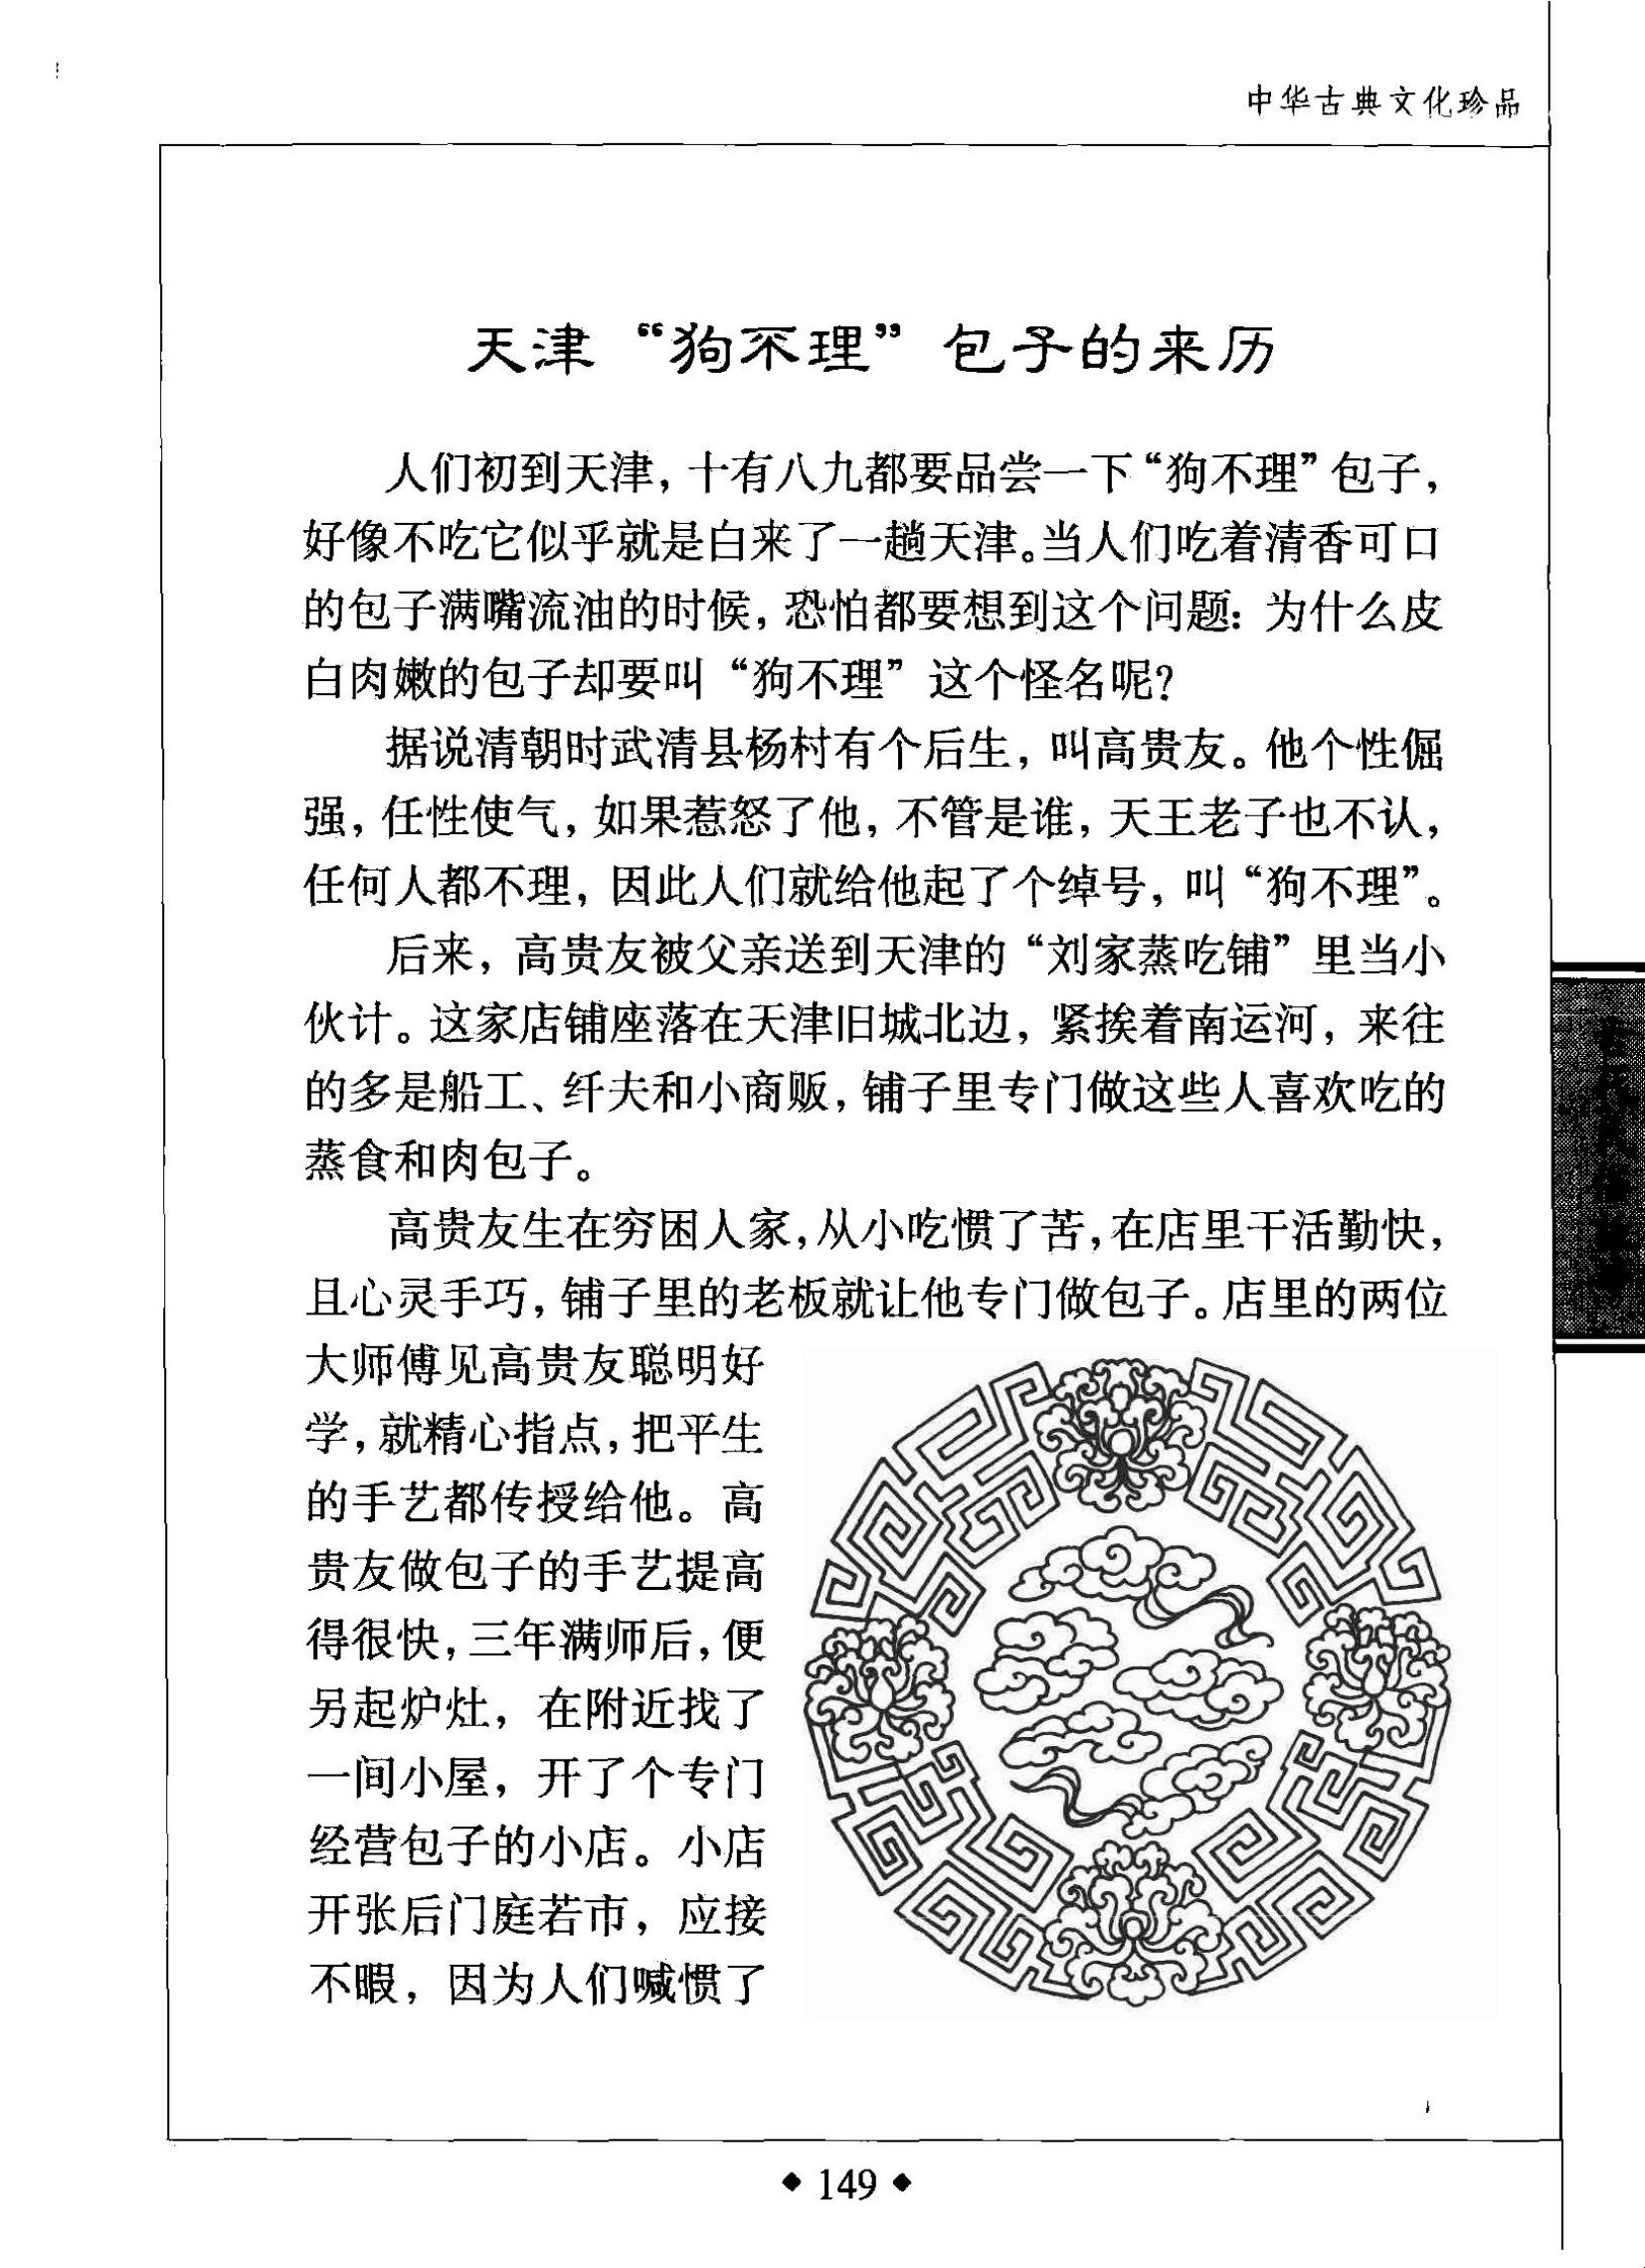 中华古典文化珍品
天津“狗不理”包子的来历
人们初到天津，十有八九都要品尝一下“狗不理”包子，
好像不吃它似乎就是白来了一趟天津。当人们吃着清香可口
的包子满嘴流油的时候，恐怕都要想到这个问题：为什么皮
白肉嫩的包子却要叫“狗不理”这个怪名呢？
据说清朝时武清县杨村有个后生，叫高贵友。他个性倔
强，任性使气，如果惹怒了他，不管是谁，天王老子也不认，
任何人都不理，因此人们就给他起了个绰号，叫“狗不理”。
后来，高贵友被父亲送到天津的“刘家蒸吃铺”里当小
伙计。这家店铺座落在天津旧城北边，紧挨着南运河，来往
的多是船工、纤夫和小商贩，铺子里专门做这些人喜欢吃的
蒸食和肉包子。
高贵友生在穷困人家，从小吃惯了苦，在店里干活勤快，
且心灵手巧，铺子里的老板就让他专门做包子。店里的两位
大师傅见高贵友聪明好
学，就精心指点，把平生
的手艺都传授给他。高
贵友做包子的手艺提高
得很快，三年满师后，便
另起炉灶，在附近找了
一间小屋，开了个专门
经营包子的小店。小店
开张后门庭若市，应接
不暇，因为人们喊惯了
◆ 149 ◆